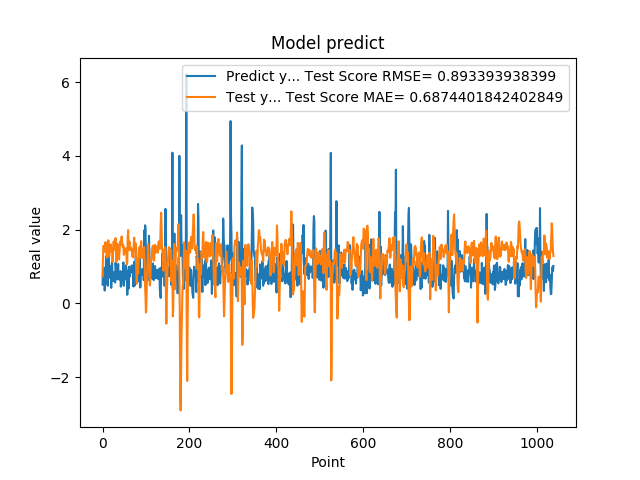 Model predict
Predict y... Test Score RMSE= 0.893393938399
Test y... Test Score MAE= 0.6874401842402849
Real value
6
4
2
0
−2
0 200 400 600 800 1000
Point